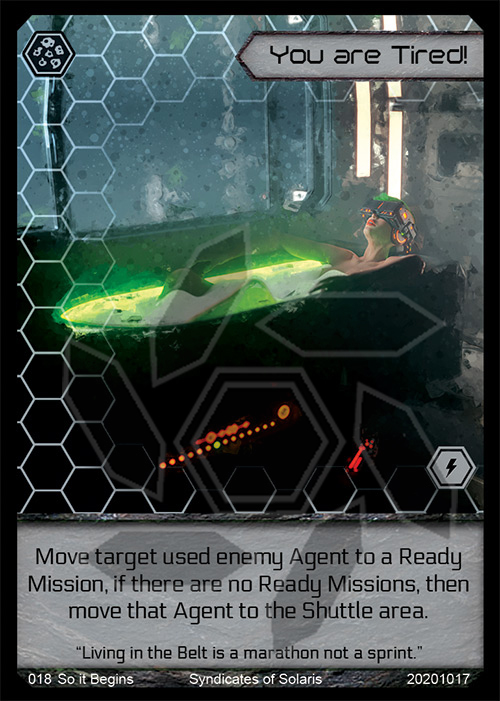 You are Tired!
Move target used enemy Agent to a Ready
Mission, if there are no Ready Missions, then
move that Agent to the Shuttle area.
“Living in the Belt is a marathon not a sprint.”
018 So it Begins Syndicates of Solaris 20201017